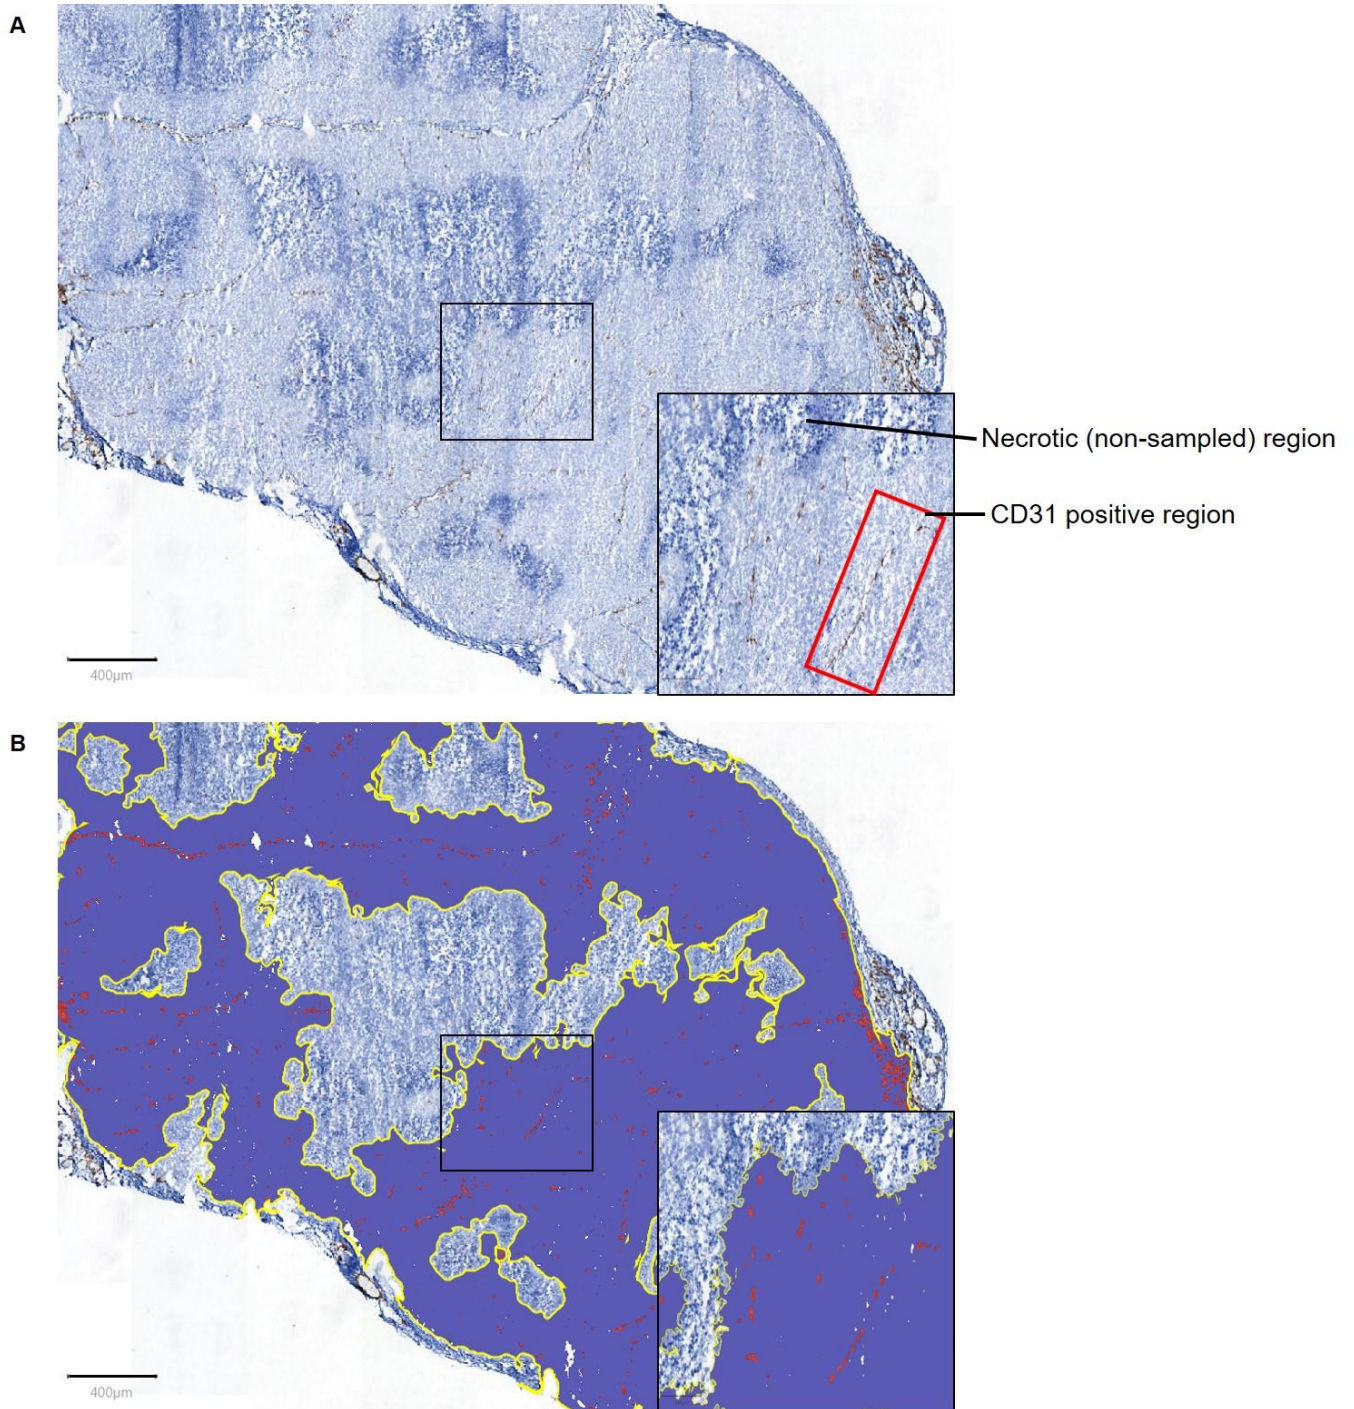 A
Necrotic (non-sampled) region
CD31 positive region
400µm
B
400µm